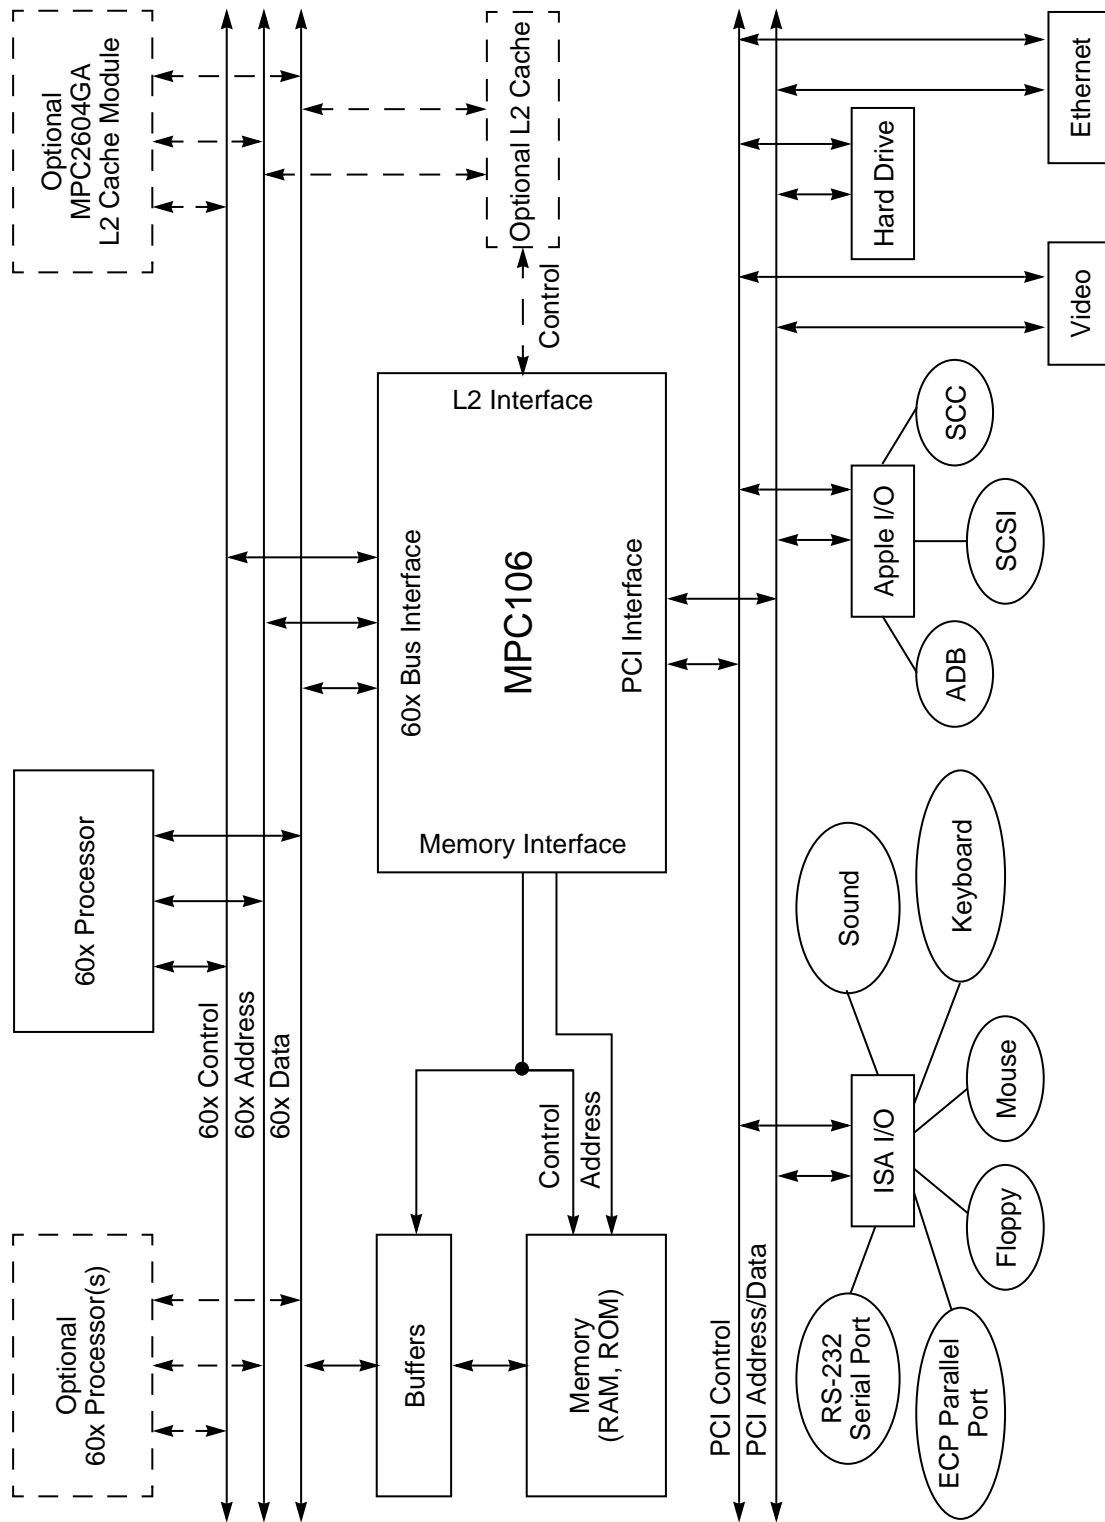 Optional
60x Processor(s)
60x Processor
Optional
MPC2604GA
L2 Cache Module
60x Control
60x Address
60x Data
Buffers
Memory
(RAM, ROM)
Control
Address
Memory Interface
60x Bus Interface
MPC106
PCI Interface
L2 Interface
Control
Optional L2 Cache
PCI Control
PCI Address/Data
ISA I/O
RS-232
Serial Port
ECP Parallel
Port
Floppy
Mouse
Keyboard
Sound
Apple I/O
ADB
SCSI
SCC
Video
Hard Drive
Ethernet